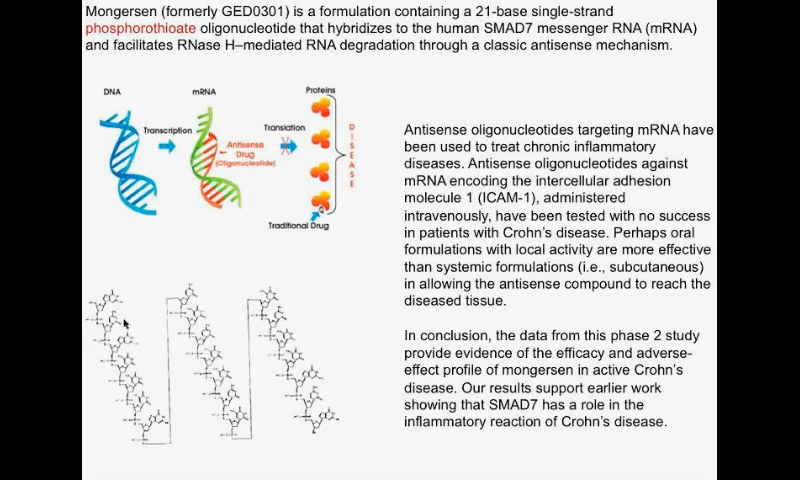 Mongersen (formerly GED0301) is a formulation containing a 21-base single-strand
phosphorothioate oligonucleotide that hybridizes to the human SMAD7 messenger RNA (mRNA)
and facilitates RNase H–mediated RNA degradation through a classic antisense mechanism.
DNA
mRNA
Proteins
Transcription
Translation
Antisense
Drug
(Oligonucleotide)
DISEASE
Traditional Drug
Antisense oligonucleotides targeting mRNA have
been used to treat chronic inflammatory
diseases. Antisense oligonucleotides against
mRNA encoding the intercellular adhesion
molecule 1 (ICAM-1), administered
intravenously, have been tested with no success
in patients with Crohn's disease. Perhaps oral
formulations with local activity are more effective
than systemic formulations (i.e., subcutaneous)
in allowing the antisense compound to reach the
diseased tissue.
In conclusion, the data from this phase 2 study
provide evidence of the efficacy and adverse-
effect profile of mongersen in active Crohn's
disease. Our results support earlier work
showing that SMAD7 has a role in the
inflammatory reaction of Crohn's disease.